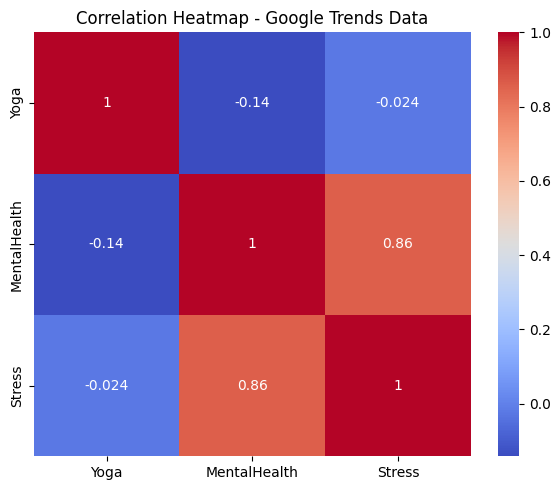 Correlation Heatmap - Google Trends Data
Yoga
1
-0.14
-0.024
MentalHealth
-0.14
1
0.86
Stress
-0.024
0.86
1
Yoga
MentalHealth
Stress
1.0
0.8
0.6
0.4
0.2
0.0